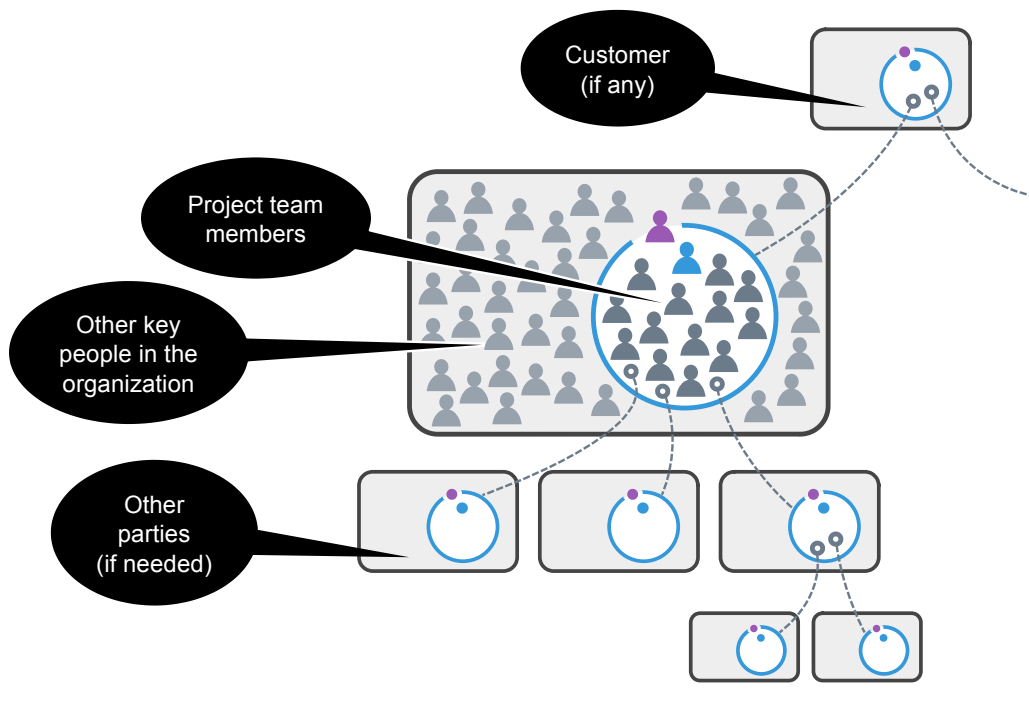 Customer
(if any)
Project team
members
Other key
people in the
organization
Other
parties
(if needed)